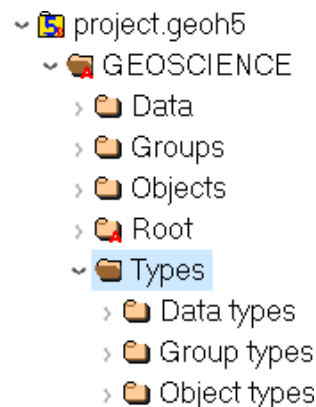 project.geoh5
GEOSCIENCE
Data
Groups
Objects
Root
Types
Data types
Group types
Object types